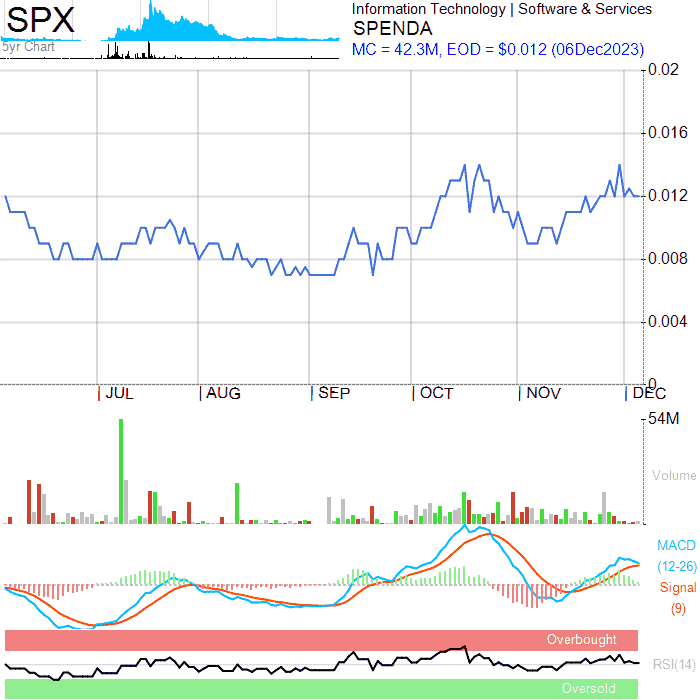 SPX
5yr Chart
Information Technology | Software & Services
SPENDA
MC = 42.3M, EOD = $0.012 (06Dec2023)
0.02
0.016
0.012
0.008
0.004
0
JUL AUG SEP OCT NOV DEC
54M
Volume
MACD
(12-26)
Signal
(9)
Overbought
RSI(14)
Oversold